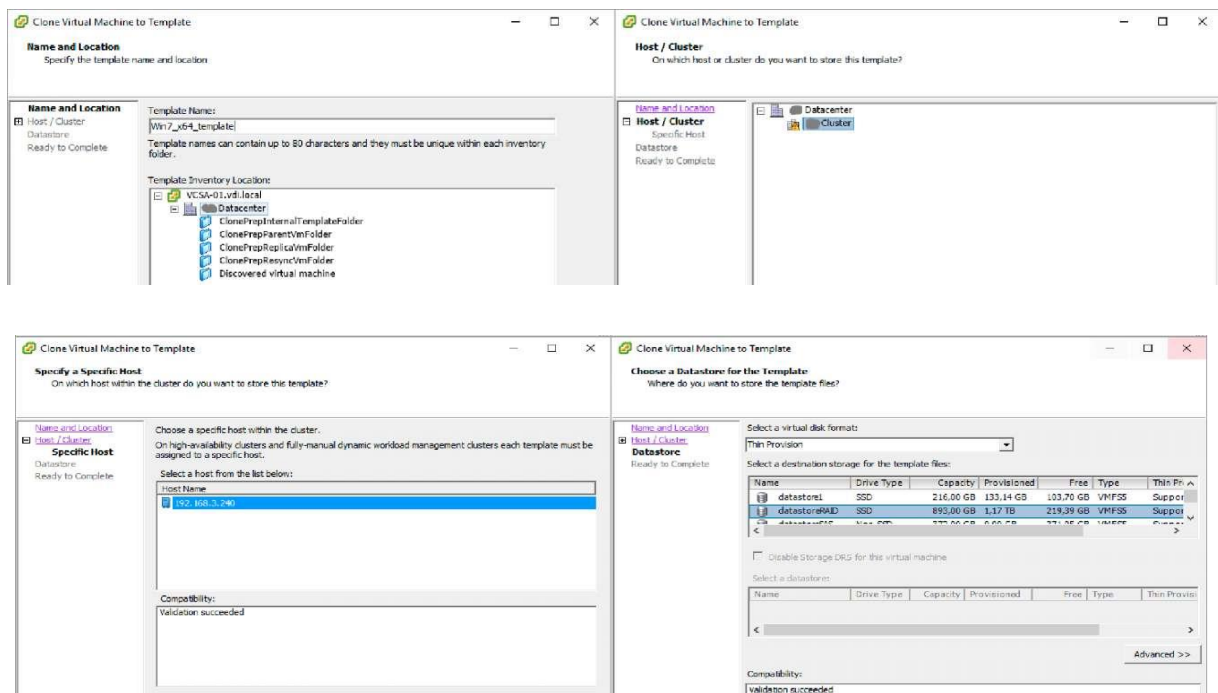 Clone Virtual Machine to Template
Name and Location
Specify the template name and location
Name and Location
Host / Cluster
Datastore
Ready to Complete
Template Name:
Win7_x64_template
Template names can contain up to 80 characters and they must be unique within each inventory
folder.
Template Inventory Location:
VCSA-01.vdi.local
Datacenter
ClonePrepInternalTemplateFolder
ClonePrepParentVmFolder
ClonePrepReplicaVmFolder
ClonePrepResyncVmFolder
Discovered virtual machine
Clone Virtual Machine to Template
Host / Cluster
On which host or cluster do you want to store this template?
Name and Location
Host / Cluster
Specific Host
Datastore
Ready to Complete
Datacenter
Cluster
Clone Virtual Machine to Template
Specify a Specific Host
On which host within the cluster do you want to store this template?
Name and Location
Host / Cluster
Specific Host
Datastore
Ready to Complete
Choose a specific host within the cluster.
On high-availability clusters and fully-manual dynamic workload management clusters each template must be
assigned to a specific host.
Select a host from the list below:
Host Name
192.168.3.240
Compatibility:
Validation succeeded
Clone Virtual Machine to Template
Choose a Datastore for the Template
Where do you want to store the template files?
Name and Location
Host / Cluster
Datastore
Ready to Complete
Select a virtual disk format:
Thin Provision
Select a destination storage for the template files:
Name Drive Type Capacity Provisioned Free Type Thin Pr
datastore1 SSD 216,00 GB 133,14 GB 103,70 GB VMFS5 Suppor
datastoreRAID SSD 893,00 GB 1,17 TB 219,39 GB VMFS5 Suppor
Disable Storage DRS for this virtual machine
Select a datastore:
Name Drive Type Capacity Provisioned Free Type Thin Provisi
Advanced >>
Compatibility:
Validation succeeded